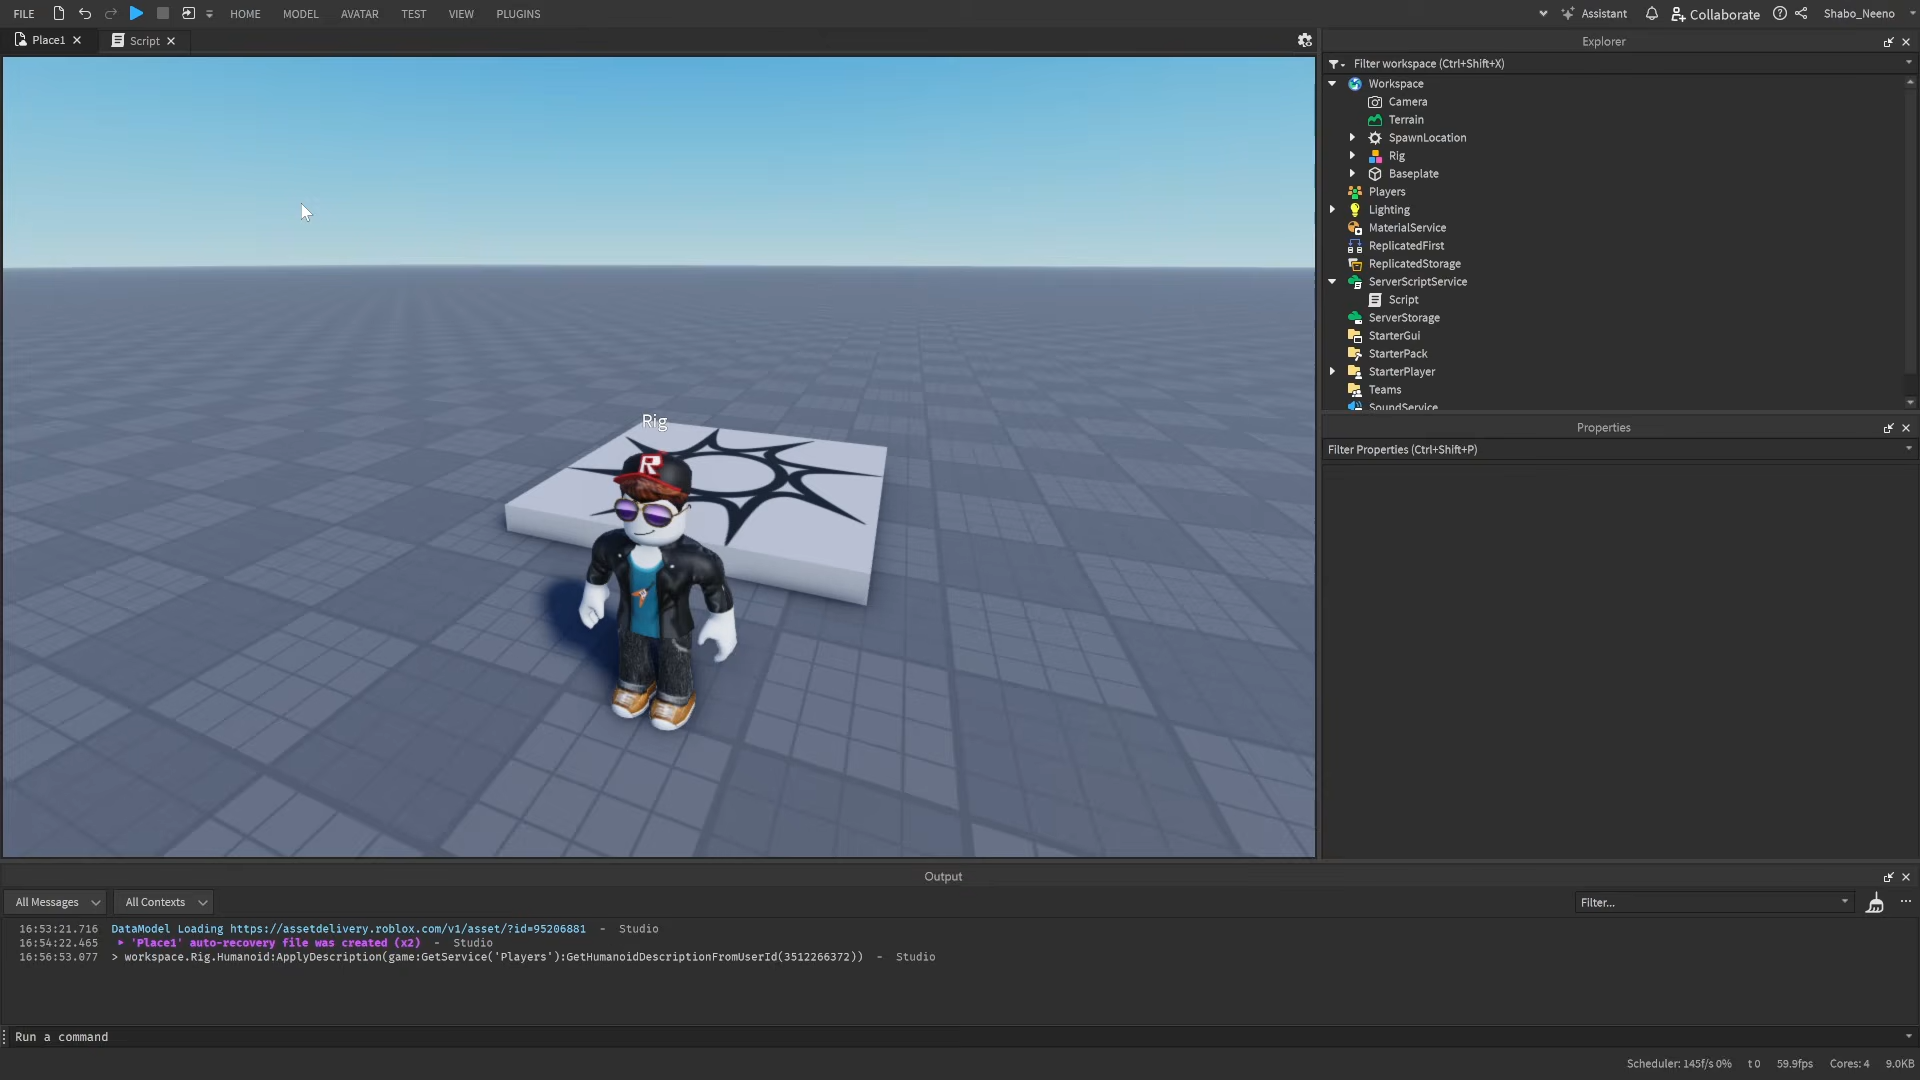 FILE HOME MODEL AVATAR TEST VIEW PLUGINS Assistant Collaborate Shabo_Neeno
Place1 Script
Explorer
Filter workspace (Ctrl+Shift+X)
Workspace
Camera
Terrain
SpawnLocation
Rig
Baseplate
Players
Lighting
MaterialService
ReplicatedFirst
ReplicatedStorage
ServerScriptService
Script
ServerStorage
StarterGui
StarterPack
StarterPlayer
Teams
SoundService
Properties
Filter Properties (Ctrl+Shift+P)
Rig
R
Output
All Messages All Contexts Filter...
16:53:21.716 DataModel Loading https://assetdelivery.roblox.com/v1/asset/?id=95206881 - Studio
16:54:22.465 'Place1' auto-recovery file was created (x2) - Studio
16:56:53.077 > workspace.Rig.Humanoid:ApplyDescription(game:GetService('Players'):GetHumanoidDescriptionFromUserId(3512266372)) - Studio
Run a command
Scheduler: 145f/s 0% t 0 59.9fps Cores: 4 9.0KB